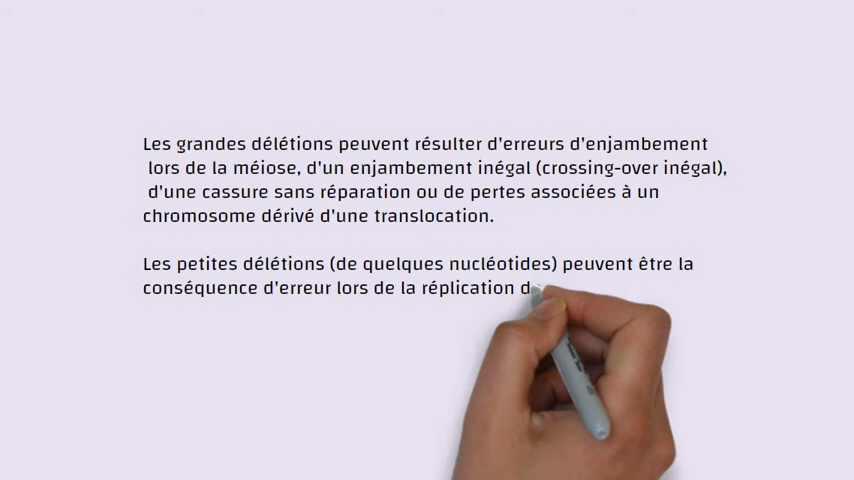 Les grandes délétions peuvent résulter d'erreurs d'enjambement
lors de la méiose, d'un enjambement inégal (crossing-over inégal),
d'une cassure sans réparation ou de pertes associées à un
chromosome dérivé d'une translocation.
Les petites délétions (de quelques nucléotides) peuvent être la
conséquence d'erreur lors de la réplication